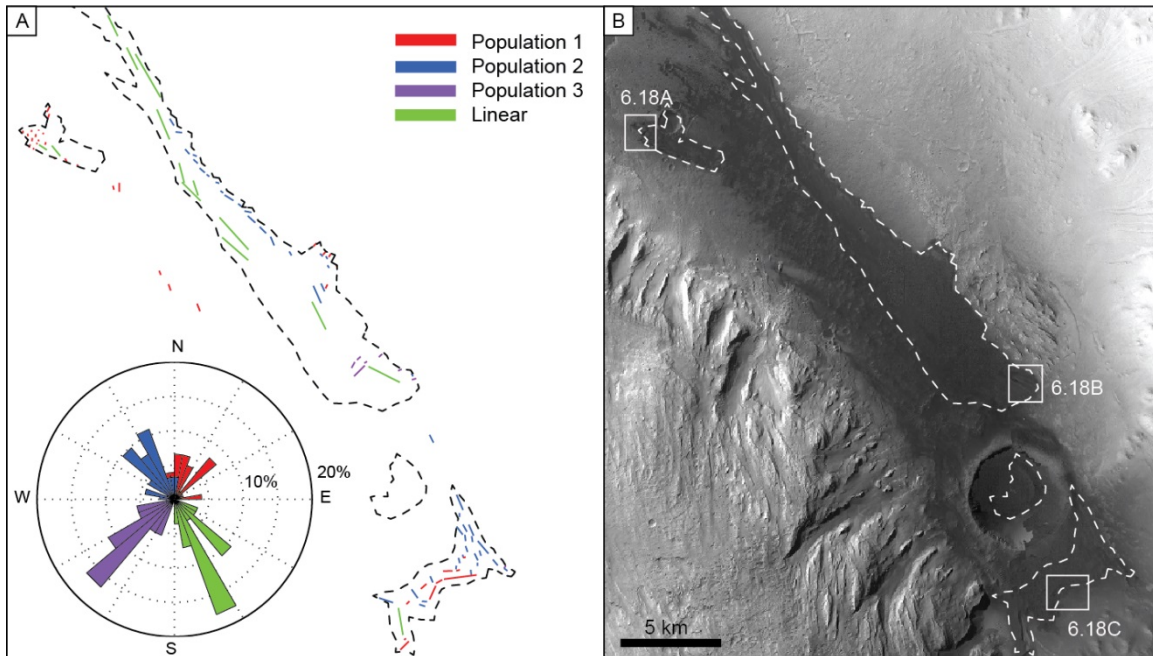 A
Population 1
Population 2
Population 3
Linear
N
20%
10%
W
E
S
B
6.18A
6.18B
6.18C
5 km